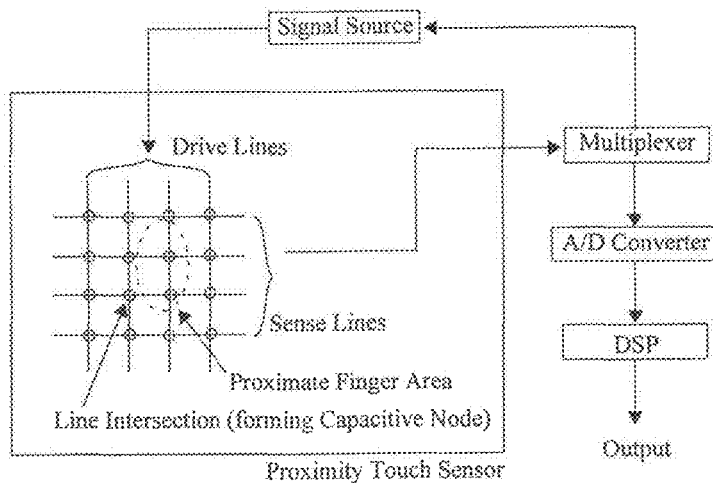 Signal Source
Drive Lines
Multiplexer
A/D Converter
Sense Lines
DSP
Proximate Finger Area
Line Intersection (forming Capacitive Node)
Output
Proximity Touch Sensor